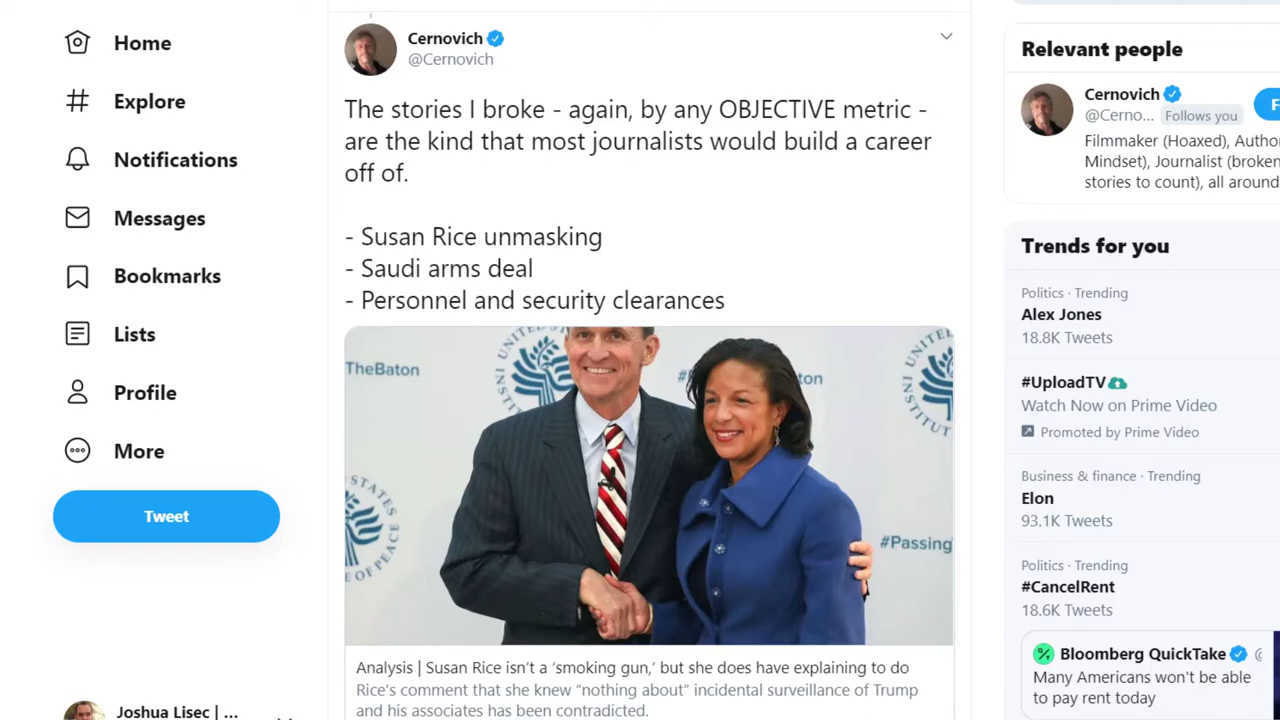 Home
Explore
Notifications
Messages
Bookmarks
Lists
Profile
More
Tweet
Joshua Lisec | ...
Cernovich
@Cernovich
The stories I broke - again, by any OBJECTIVE metric -
are the kind that most journalists would build a career
off of.
- Susan Rice unmasking
- Saudi arms deal
- Personnel and security clearances
TheBaton
#Passing
Analysis | Susan Rice isn't a 'smoking gun,' but she does have explaining to do
Rice's comment that she knew "nothing about" incidental surveillance of Trump
and his associates has been contradicted.
Relevant people
Cernovich
@Cerno... Follows you
Filmmaker (Hoaxed), Autho
Mindset), Journalist (broken
stories to count), all around
Trends for you
Politics · Trending
Alex Jones
18.8K Tweets
#UploadTV
Watch Now on Prime Video
Promoted by Prime Video
Business & finance · Trending
Elon
93.1K Tweets
Politics · Trending
#CancelRent
18.6K Tweets
Bloomberg QuickTake
Many Americans won't be able
to pay rent today